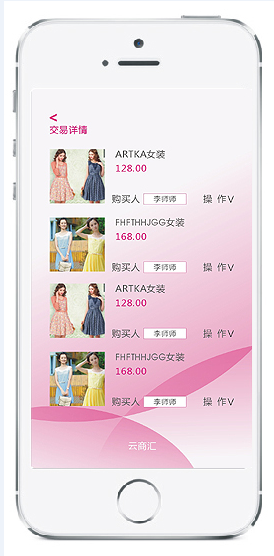 <
交易详情
ARTKA女装
128.00
购买人 李师师 操 作V
FHFTHHJGG女装
168.00
购买人 李师师 操 作V
ARTKA女装
128.00
购买人 李师师 操 作V
FHFTHHJGG女装
168.00
购买人 李师师 操 作V
云商汇